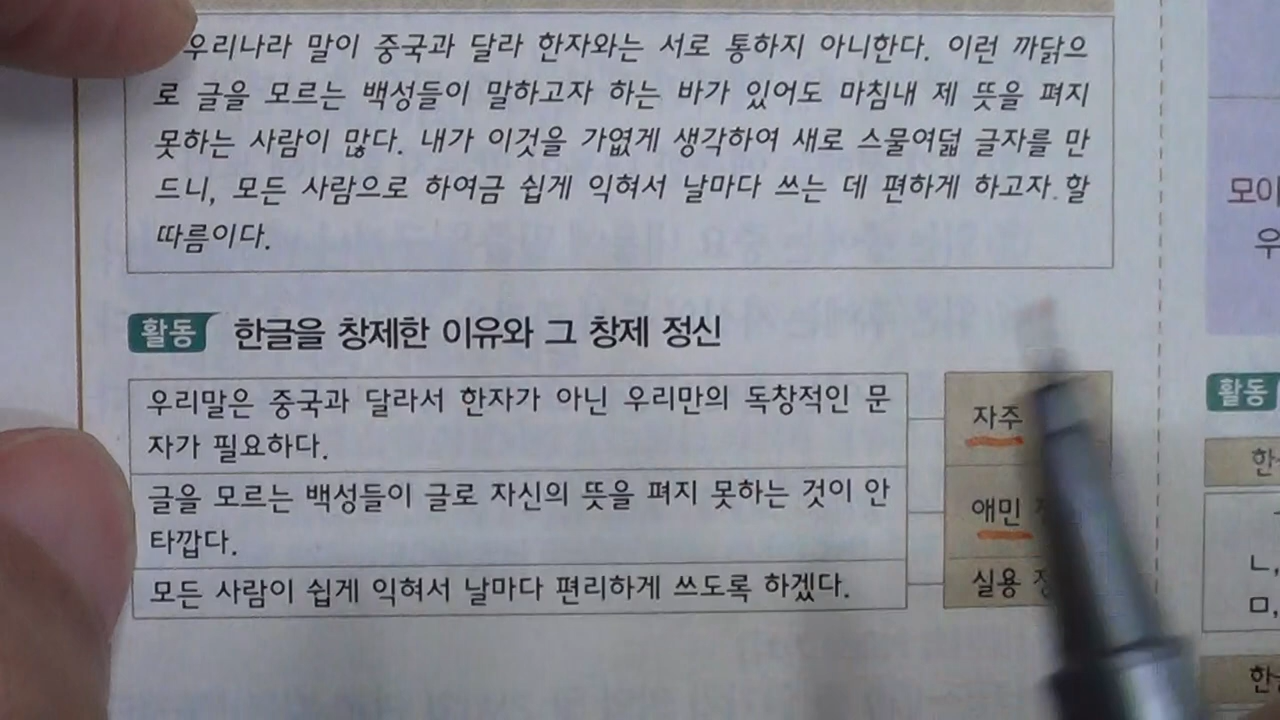 우리나라 말이 중국과 달라 한자와는 서로 통하지 아니한다. 이런 까닭으
로 글을 모르는 백성들이 말하고자 하는 바가 있어도 마침내 제 뜻을 펴지
못하는 사람이 많다. 내가 이것을 가엾게 생각하여 새로 스물여덟 글자를 만
드니, 모든 사람으로 하여금 쉽게 익혀서 날마다 쓰는 데 편하게 하고자 할
따름이다.
활동 한글을 창제한 이유와 그 창제 정신
우리말은 중국과 달라서 한자가 아닌 우리만의 독창적인 문
자가 필요하다.
자주
글을 모르는 백성들이 글로 자신의 뜻을 펴지 못하는 것이 안
타깝다.
애민
모든 사람이 쉽게 익혀서 날마다 편리하게 쓰도록 하겠다.
실용
모이
우
활동
한
ㄴ,
ㅁ,